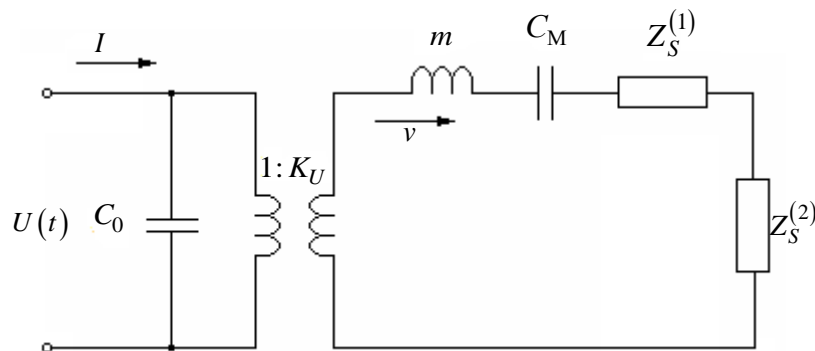 I
m
C_M
Z_S^{(1)}
v
1:K_U
U(t)
C_0
Z_S^{(2)}